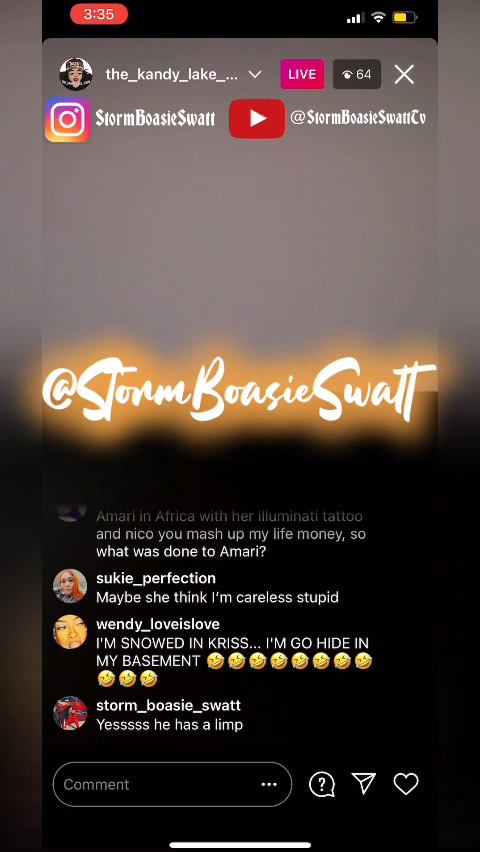 3:35
the_kandy_lake_...
LIVE
64
StormBoasieSwatt
@StormBoasieSwattTv
@StormBoasieSwatt
Amari in Africa with her illuminati tattoo
and nico you mash up my life money, so
what was done to Amari?
sukie_perfection
Maybe she think I'm careless stupid
wendy_loveislove
I'M SNOWED IN KRISS... I'M GO HIDE IN
MY BASEMENT 🤣🤣🤣🤣🤣🤣🤣🤣
🤣🤣🤣
storm_boasie_swatt
Yesssss he has a limp
Comment